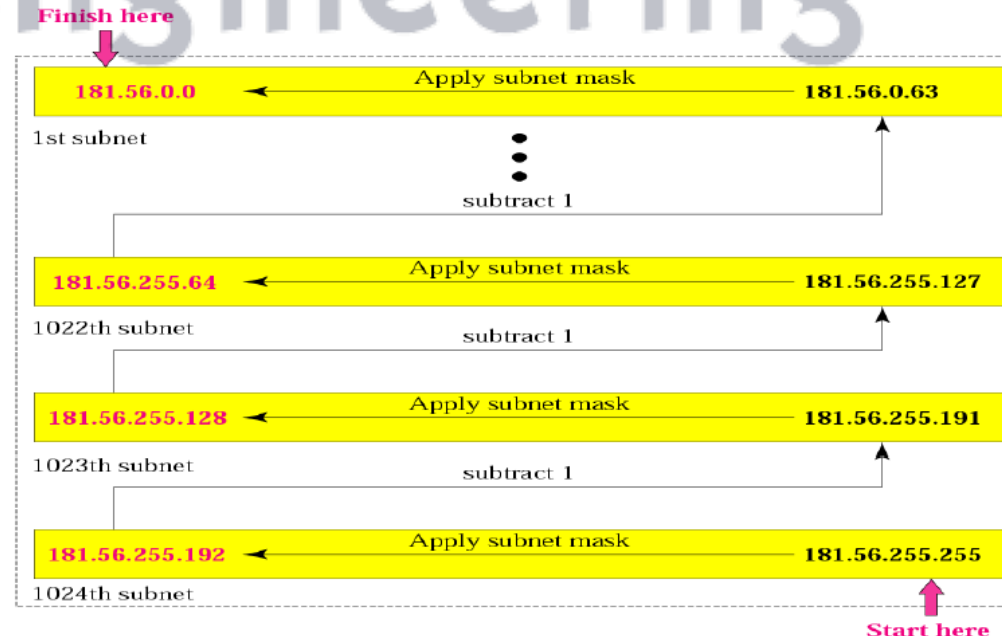 Finish here
181.56.0.0 Apply subnet mask 181.56.0.63
1st subnet
subtract 1
181.56.255.64 Apply subnet mask 181.56.255.127
1022th subnet
subtract 1
181.56.255.128 Apply subnet mask 181.56.255.191
1023th subnet
subtract 1
181.56.255.192 Apply subnet mask 181.56.255.255
1024th subnet
Start here